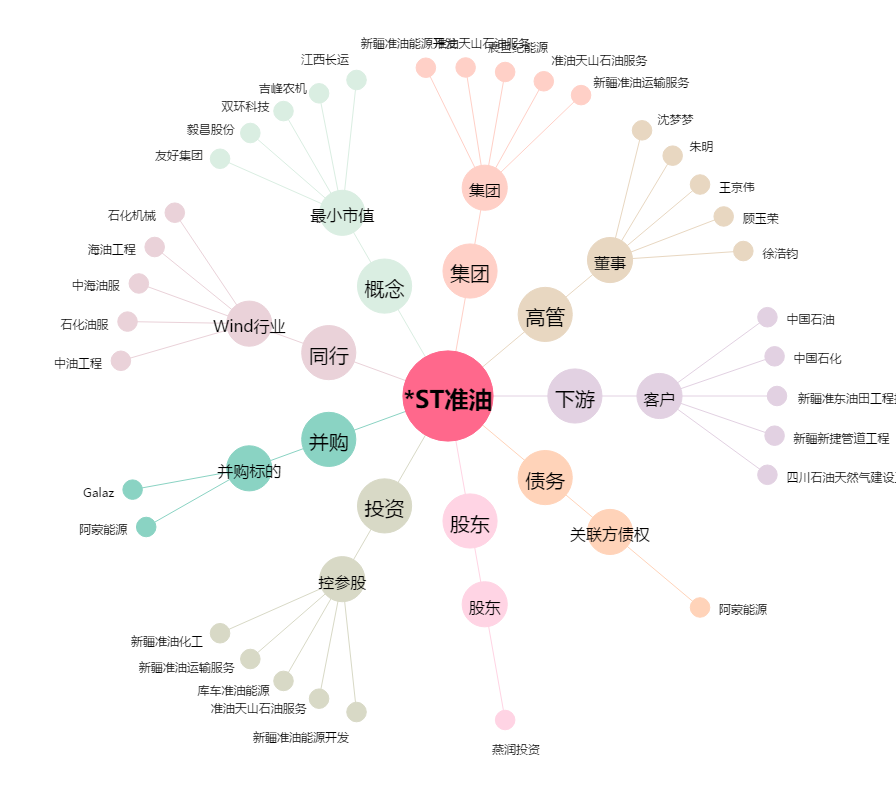 新疆准油能源开发
准油天山石油服务
晨世纪能源
准油天山石油服务
新疆准油运输服务
江西长运
吉峰农机
双环科技
毅昌股份
友好集团
最小市值
概念
集团
集团
沈梦梦
朱明
王京伟
顾玉荣
徐浩钧
董事
高管
石化机械
海油工程
中海油服
石化油服
中油工程
Wind行业
同行
*ST准油
下游
客户
中国石油
中国石化
新疆准东油田工程
新疆新捷管道工程
四川石油天然气建设
并购
并购标的
Galaz
阿蒙能源
投资
控参股
新疆准油化工
新疆准油运输服务
库车准油能源
准油天山石油服务
新疆准油能源开发
股东
股东
燕润投资
债务
关联方债权
阿蒙能源